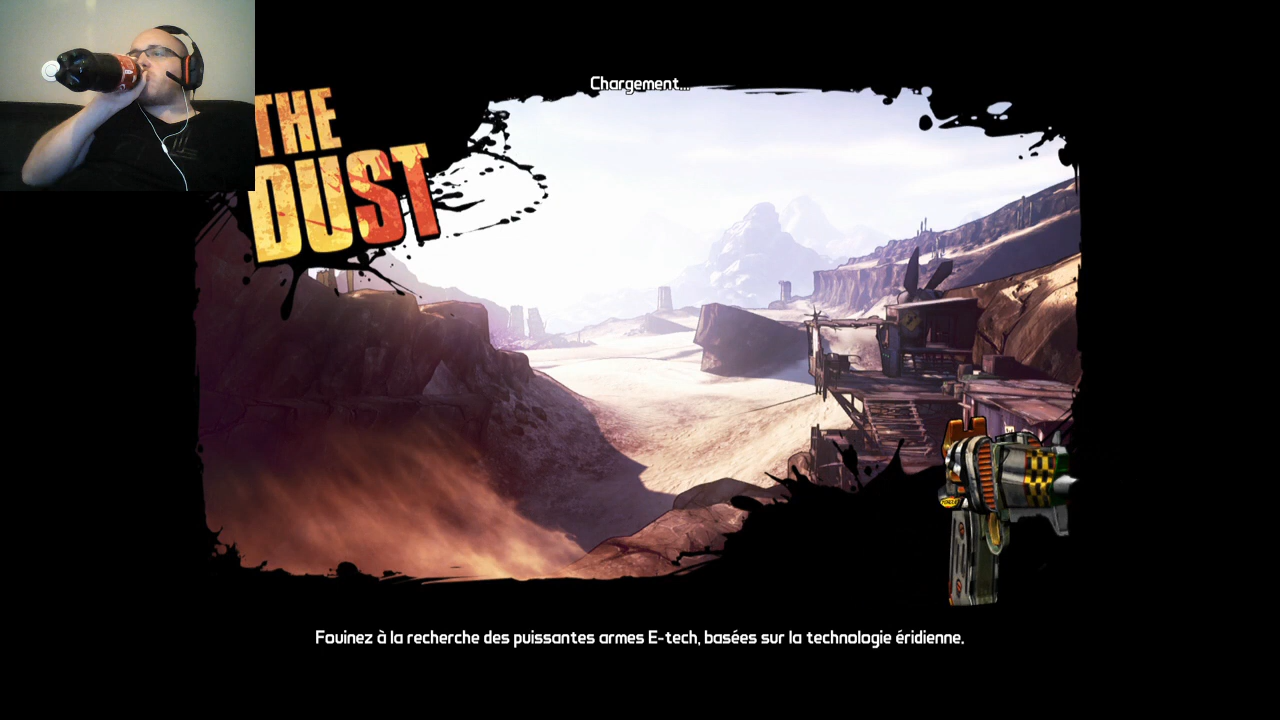 Chargement...
THE
DUST
Fouinez à la recherche des puissantes armes E-tech, basées sur la technologie éridienne.